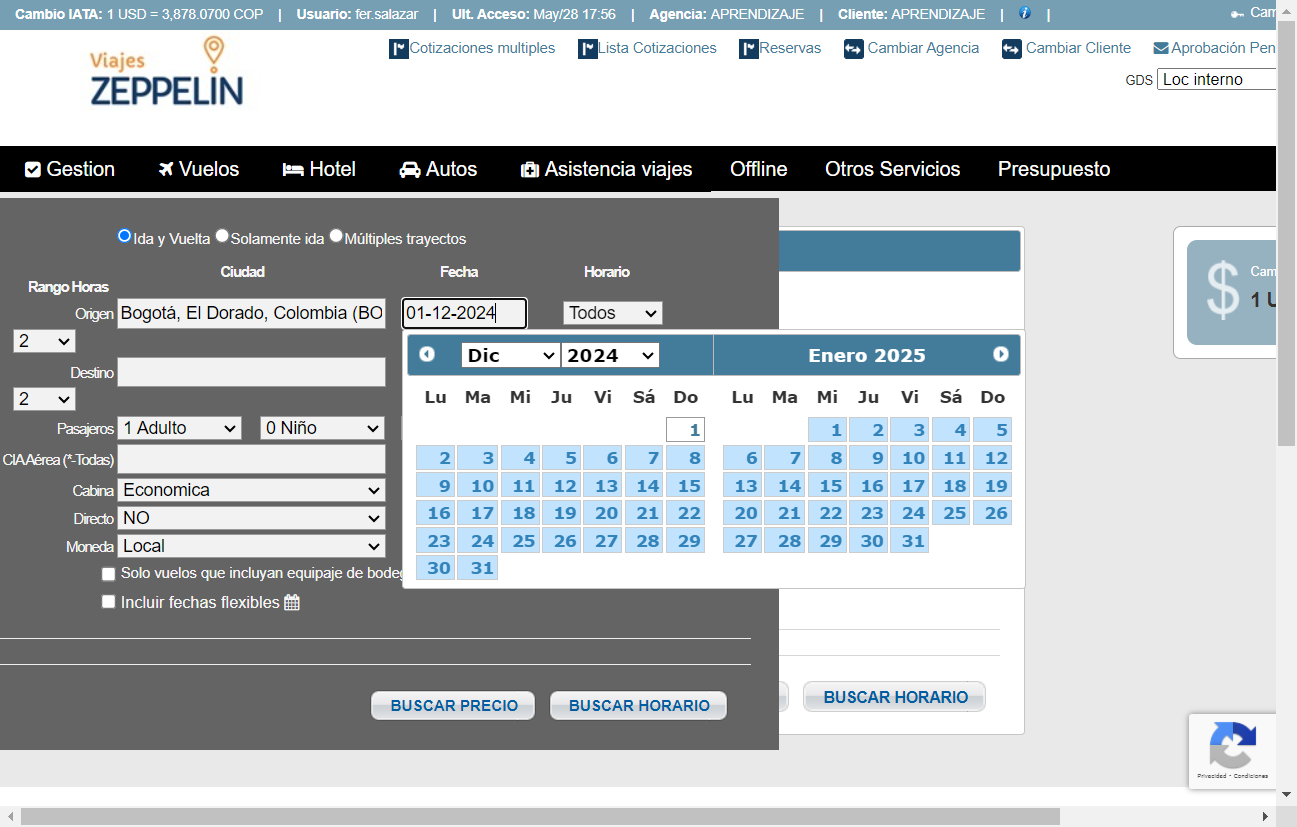 Cambio IATA: 1 USD = 3,878.0700 COP | Usuario: fer.salazar | Ult. Acceso: May/28 17:56 | Agencia: APRENDIZAJE | Cliente: APRENDIZAJE | i | Cam
Viajes
ZEPPELIN
Cotizaciones multiples Lista Cotizaciones Reservas Cambiar Agencia Cambiar Cliente Aprobación Pen
GDS Loc interno
Gestion Vuelos Hotel Autos Asistencia viajes Offline Otros Servicios Presupuesto
Ida y Vuelta Solamente ida Múltiples trayectos
Ciudad Fecha Horario
Rango Horas
Origen Bogotá, El Dorado, Colombia (BO 01-12-2024 Todos
2
Destino
2
Pasajeros 1 Adulto 0 Niño
CIA Aérea (*-Todas)
Cabina Economica
Directo NO
Moneda Local
Solo vuelos que incluyan equipaje de bodeg
Incluir fechas flexibles
BUSCAR PRECIO BUSCAR HORARIO
Dic 2024
Lu Ma Mi Ju Vi Sá Do
1
2 3 4 5 6 7 8
9 10 11 12 13 14 15
16 17 18 19 20 21 22
23 24 25 26 27 28 29
30 31
Enero 2025
Lu Ma Mi Ju Vi Sá Do
1 2 3 4 5
6 7 8 9 10 11 12
13 14 15 16 17 18 19
20 21 22 23 24 25 26
27 28 29 30 31
BUSCAR HORARIO
$ Cam
1 U
Privacidad - Condiciones